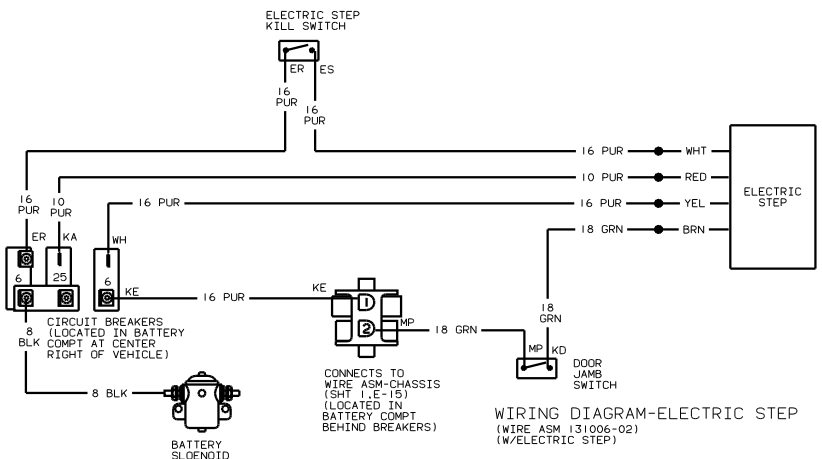 ELECTRIC STEP
KILL SWITCH
ER
ES
16
PUR
16
PUR
16 PUR
WHT
10 PUR
RED
ELECTRIC
STEP
16
PUR
10
PUR
16 PUR
16 PUR
YEL
18 GRN
BRN
ER
KA
WH
6
25
6
KE
16 PUR
KE
1
2
MP
18 GRN
18
GRN
MP
KD
DOOR
JAMB
SWITCH
8
BLK
CIRCUIT BREAKERS
(LOCATED IN BATTERY
COMPT AT CENTER
RIGHT OF VEHICLE)
8 BLK
BATTERY
SLOENOID
CONNECTS TO
WIRE ASM-CHASSIS
(SHT 1,E-15)
(LOCATED IN
BATTERY COMPT
BEHIND BREAKERS)
WIRING DIAGRAM-ELECTRIC STEP
(WIRE ASM 131006-02)
(W/ELECTRIC STEP)